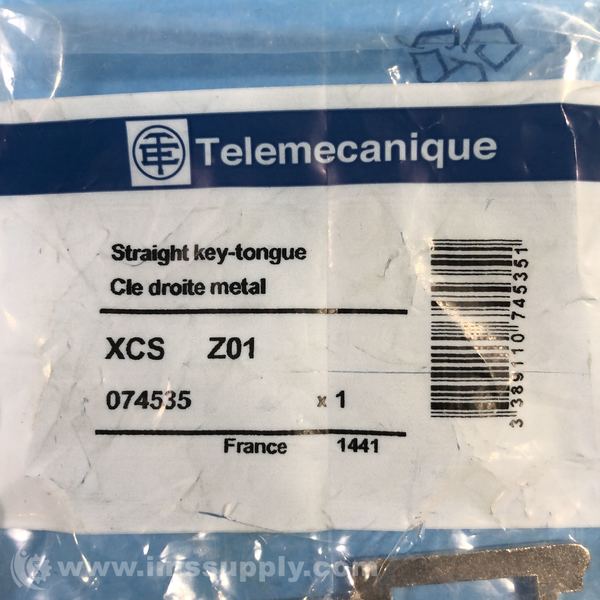 Telemecanique
Straight key-tongue
Cle droite metal
XCS Z01
074535 x 1
France 1441
3 389110 745351
www.imssupply.com